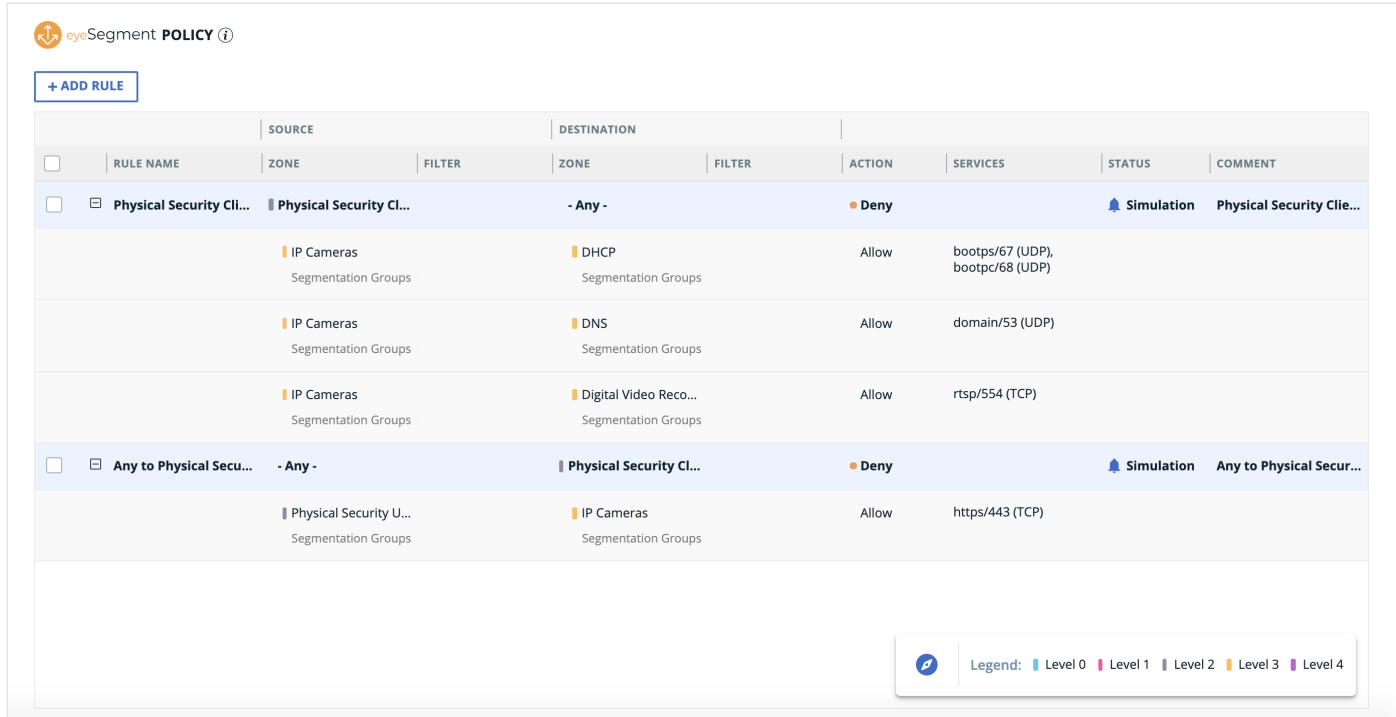 eyeSegment POLICY i
+ ADD RULE
SOURCE DESTINATION
RULE NAME ZONE FILTER ZONE FILTER ACTION SERVICES STATUS COMMENT
Physical Security Cli... Physical Security Cl... - Any - Deny Simulation Physical Security Clie...
IP Cameras DHCP Allow bootps/67 (UDP),
bootpc/68 (UDP)
Segmentation Groups Segmentation Groups
IP Cameras DNS Allow domain/53 (UDP)
Segmentation Groups Segmentation Groups
IP Cameras Digital Video Reco... Allow rtsp/554 (TCP)
Segmentation Groups Segmentation Groups
Any to Physical Secu... - Any - Physical Security Cl... Deny Simulation Any to Physical Secur...
Physical Security U... IP Cameras Allow https/443 (TCP)
Segmentation Groups Segmentation Groups
Legend: Level 0 Level 1 Level 2 Level 3 Level 4